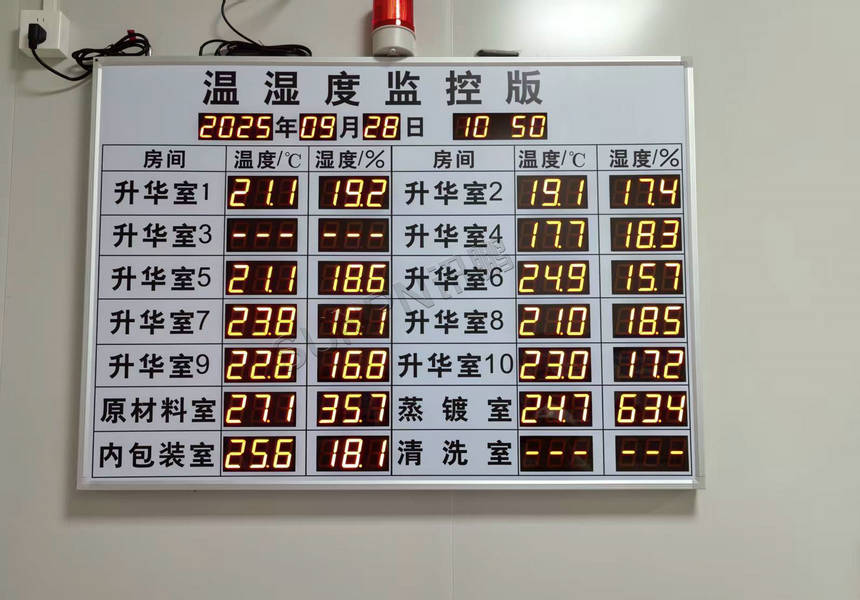 温湿度监控版
2025年09月28日 10 50
房间 温度/℃ 湿度/% 房间 温度/℃ 湿度/%
升华室1 21.1 19.2 升华室2 19.1 17.4
升华室3 --- --- 升华室4 17.7 18.3
升华室5 21.1 18.6 升华室6 24.9 15.7
升华室7 23.8 16.1 升华室8 21.0 18.5
升华室9 22.8 16.8 升华室10 23.0 17.2
原材料室 27.1 35.7 蒸镀室 24.7 63.4
内包装室 25.6 18.1 清洗室 --- ---